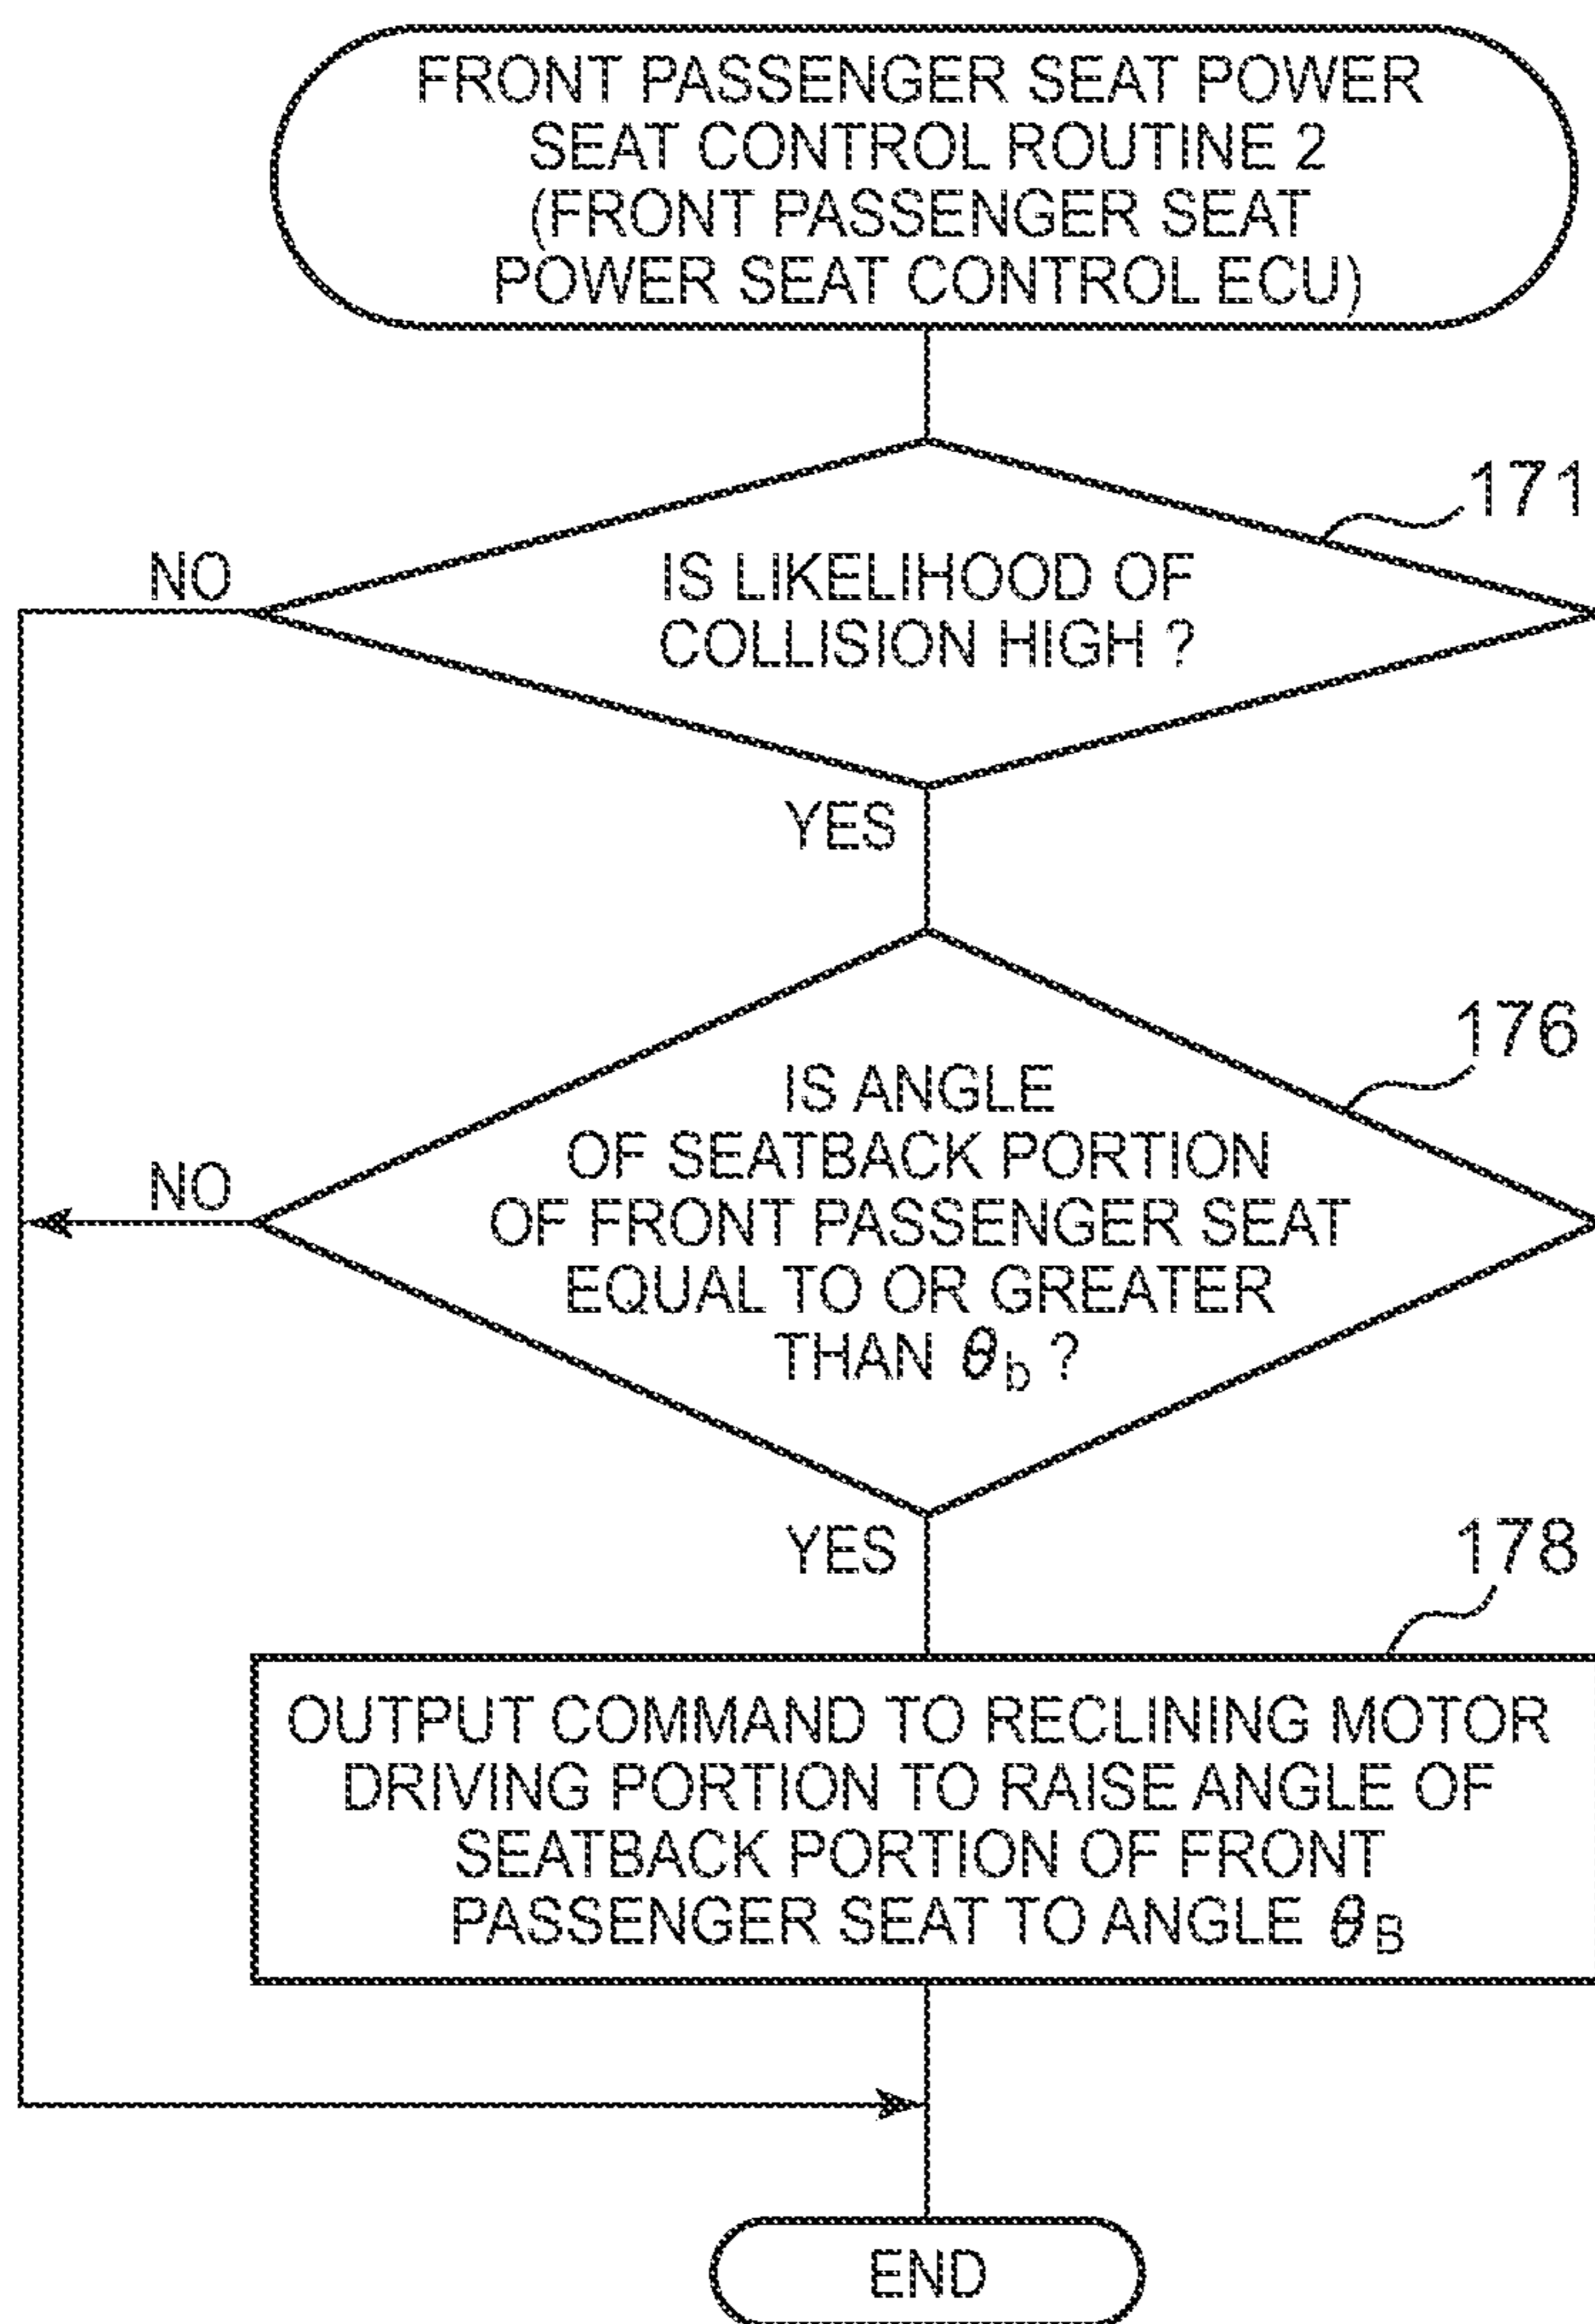 FRONT PASSENGER SEAT POWER
SEAT CONTROL ROUTINE 2
(FRONT PASSENGER SEAT
POWER SEAT CONTROL ECU)
171
NO
IS LIKELIHOOD OF
COLLISION HIGH ?
YES
176
IS ANGLE
OF SEATBACK PORTION
NO
OF FRONT PASSENGER SEAT
EQUAL TO OR GREATER
THAN θb ?
YES
178
OUTPUT COMMAND TO RECLINING MOTOR
DRIVING PORTION TO RAISE ANGLE OF
SEATBACK PORTION OF FRONT
PASSENGER SEAT TO ANGLE θB
END